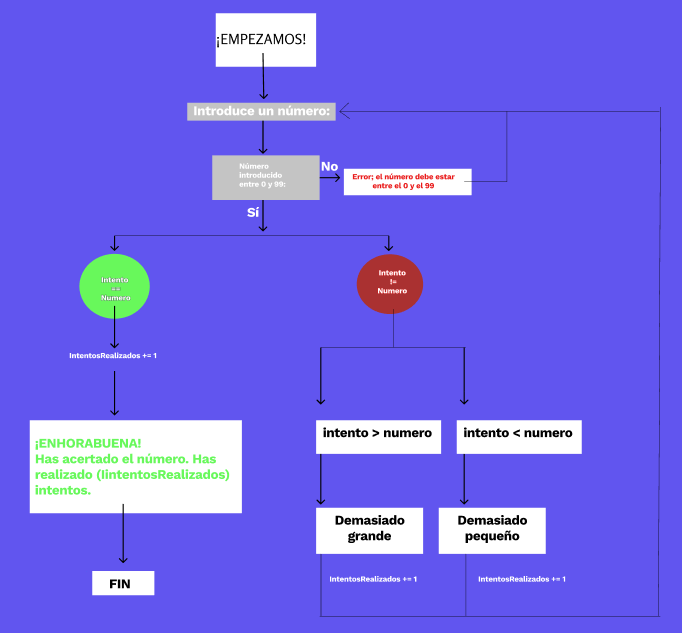 ¡EMPEZAMOS!
Introduce un número:
Número
introducido
entre 0 y 99:
No
Error; el número debe estar
entre el 0 y el 99
Sí
Intento
==
Numero
Intento
!=
Numero
IntentosRealizados += 1
¡ENHORABUENA!
Has acertado el número. Has
realizado (IintentosRealizados)
intentos.
FIN
intento > numero
intento < numero
Demasiado
grande
Demasiado
pequeño
IntentosRealizados += 1
IntentosRealizados += 1